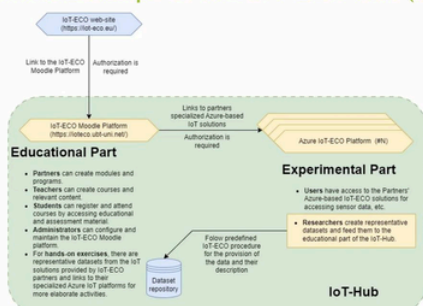 IoT-ECO web-site
(https://iot-eco.eu/)
Link to the IoT-ECO
Moodle Platform
Authorization is
required
IoT-ECO Moodle Platform
(https://ioteco.ubt-uni.net/)
Links to partners
specialized Azure-based
IoT solutions
Authorization is
required
Azure IoT-ECO Platform (#N)
Educational Part
• Partners can create modules and
programs.
• Teachers can create courses and
relevant content.
• Students can register and attend
courses by accessing educational
and assessment material.
• Administrators can configure and
maintain the IoT-ECO Moodle
platform.
• For hands-on exercises, there are
representative datasets from the IoT
solutions provided by IoT-ECO
partners and links to their
specialized Azure IoT platforms for
more elaborate activities.
Experimental Part
• Users have access to the Partners'
Azure-based IoT-ECO solutions for
accessing sensor data, etc.
• Researchers create representative
datasets and feed them to the
educational part of the IoT-Hub.
Folow predefined
IoT-ECO procedure
for the provision of
the data and their
description
Dataset
repository
IoT-Hub